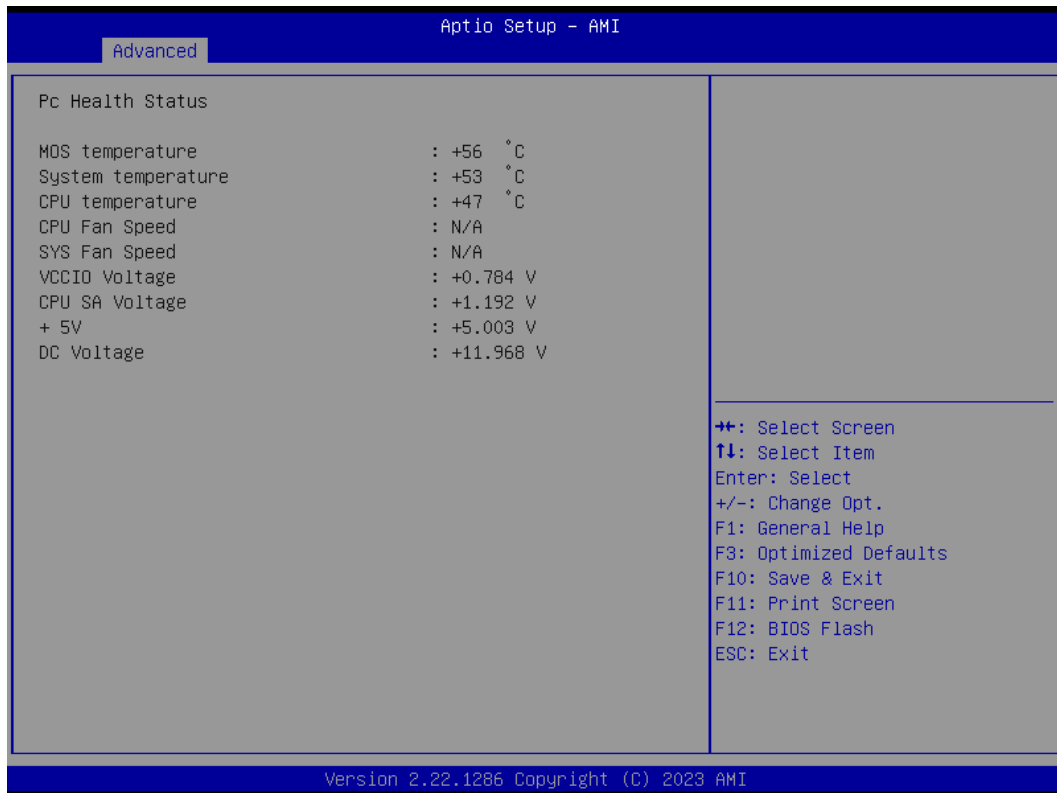 Aptio Setup – AMI
Advanced
Pc Health Status
MOS temperature : +56 °C
System temperature : +53 °C
CPU temperature : +47 °C
CPU Fan Speed : N/A
SYS Fan Speed : N/A
VCCIO Voltage : +0.784 V
CPU SA Voltage : +1.192 V
+ 5V : +5.003 V
DC Voltage : +11.968 V
→←: Select Screen
↑↓: Select Item
Enter: Select
+/-: Change Opt.
F1: General Help
F3: Optimized Defaults
F10: Save & Exit
F11: Print Screen
F12: BIOS Flash
ESC: Exit
Version 2.22.1286 Copyright (C) 2023 AMI